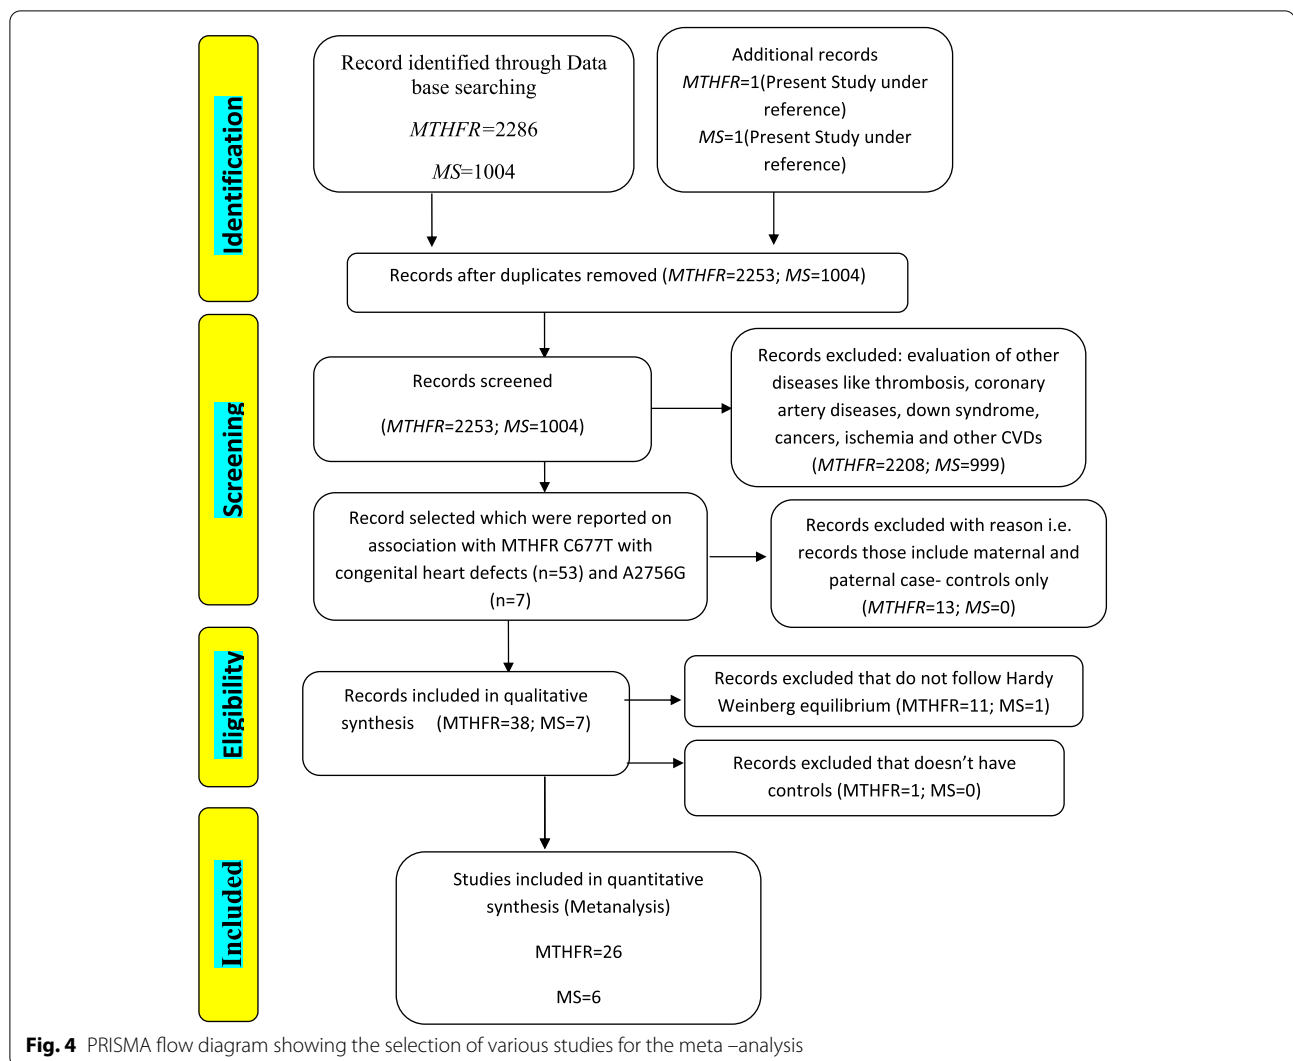 Identification
Record identified through Data
base searching
MTHFR=2286
MS=1004
Additional records
MTHFR=1(Present Study under
reference)
MS=1(Present Study under
reference)
Records after duplicates removed (MTHFR=2253; MS=1004)
Screening
Records screened
(MTHFR=2253; MS=1004)
Records excluded: evaluation of other
diseases like thrombosis, coronary
artery diseases, down syndrome,
cancers, ischemia and other CVDs
(MTHFR=2208; MS=999)
Record selected which were reported on
association with MTHFR C677T with
congenital heart defects (n=53) and A2756G
(n=7)
Records excluded with reason i.e.
records those include maternal and
paternal case- controls only
(MTHFR=13; MS=0)
Eligibility
Records included in qualitative
synthesis (MTHFR=38; MS=7)
Records excluded that do not follow Hardy
Weinberg equilibrium (MTHFR=11; MS=1)
Records excluded that doesn’t have
controls (MTHFR=1; MS=0)
Included
Studies included in quantitative
synthesis (Metanalysis)
MTHFR=26
MS=6
Fig. 4 PRISMA flow diagram showing the selection of various studies for the meta –analysis